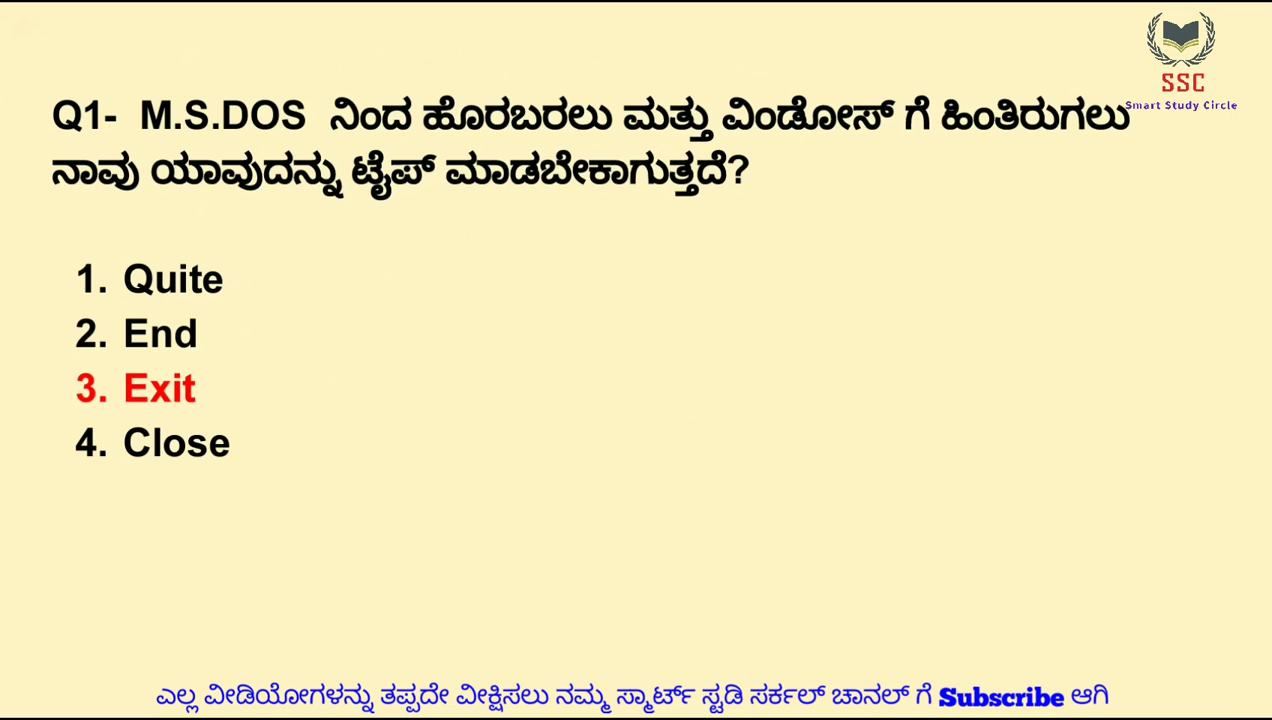 SSC
Smart Study Circle
Q1- M.S.DOS ನಿಂದ ಹೊರಬರಲು ಮತ್ತು ವಿಂಡೋಸ್ ಗೆ ಹಿಂತಿರುಗಲು
ನಾವು ಯಾವುದನ್ನು ಟೈಪ್ ಮಾಡಬೇಕಾಗುತ್ತದೆ?
1. Quite
2. End
3. Exit
4. Close
ಎಲ್ಲ ವೀಡಿಯೋಗಳನ್ನು ತಪ್ಪದೇ ವೀಕ್ಷಿಸಲು ನಮ್ಮ ಸ್ಮಾರ್ಟ್ ಸ್ಟಡಿ ಸರ್ಕಲ್ ಚಾನಲ್ ಗೆ Subscribe ಆಗಿ